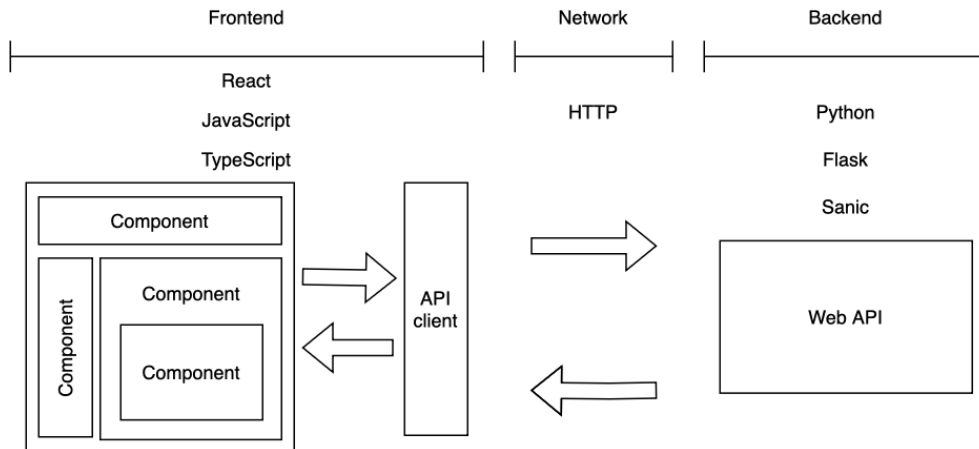 Frontend
Network
Backend
React
JavaScript
TypeScript
HTTP
Python
Flask
Sanic
Component
Component
Component
Component
API
client
Web API